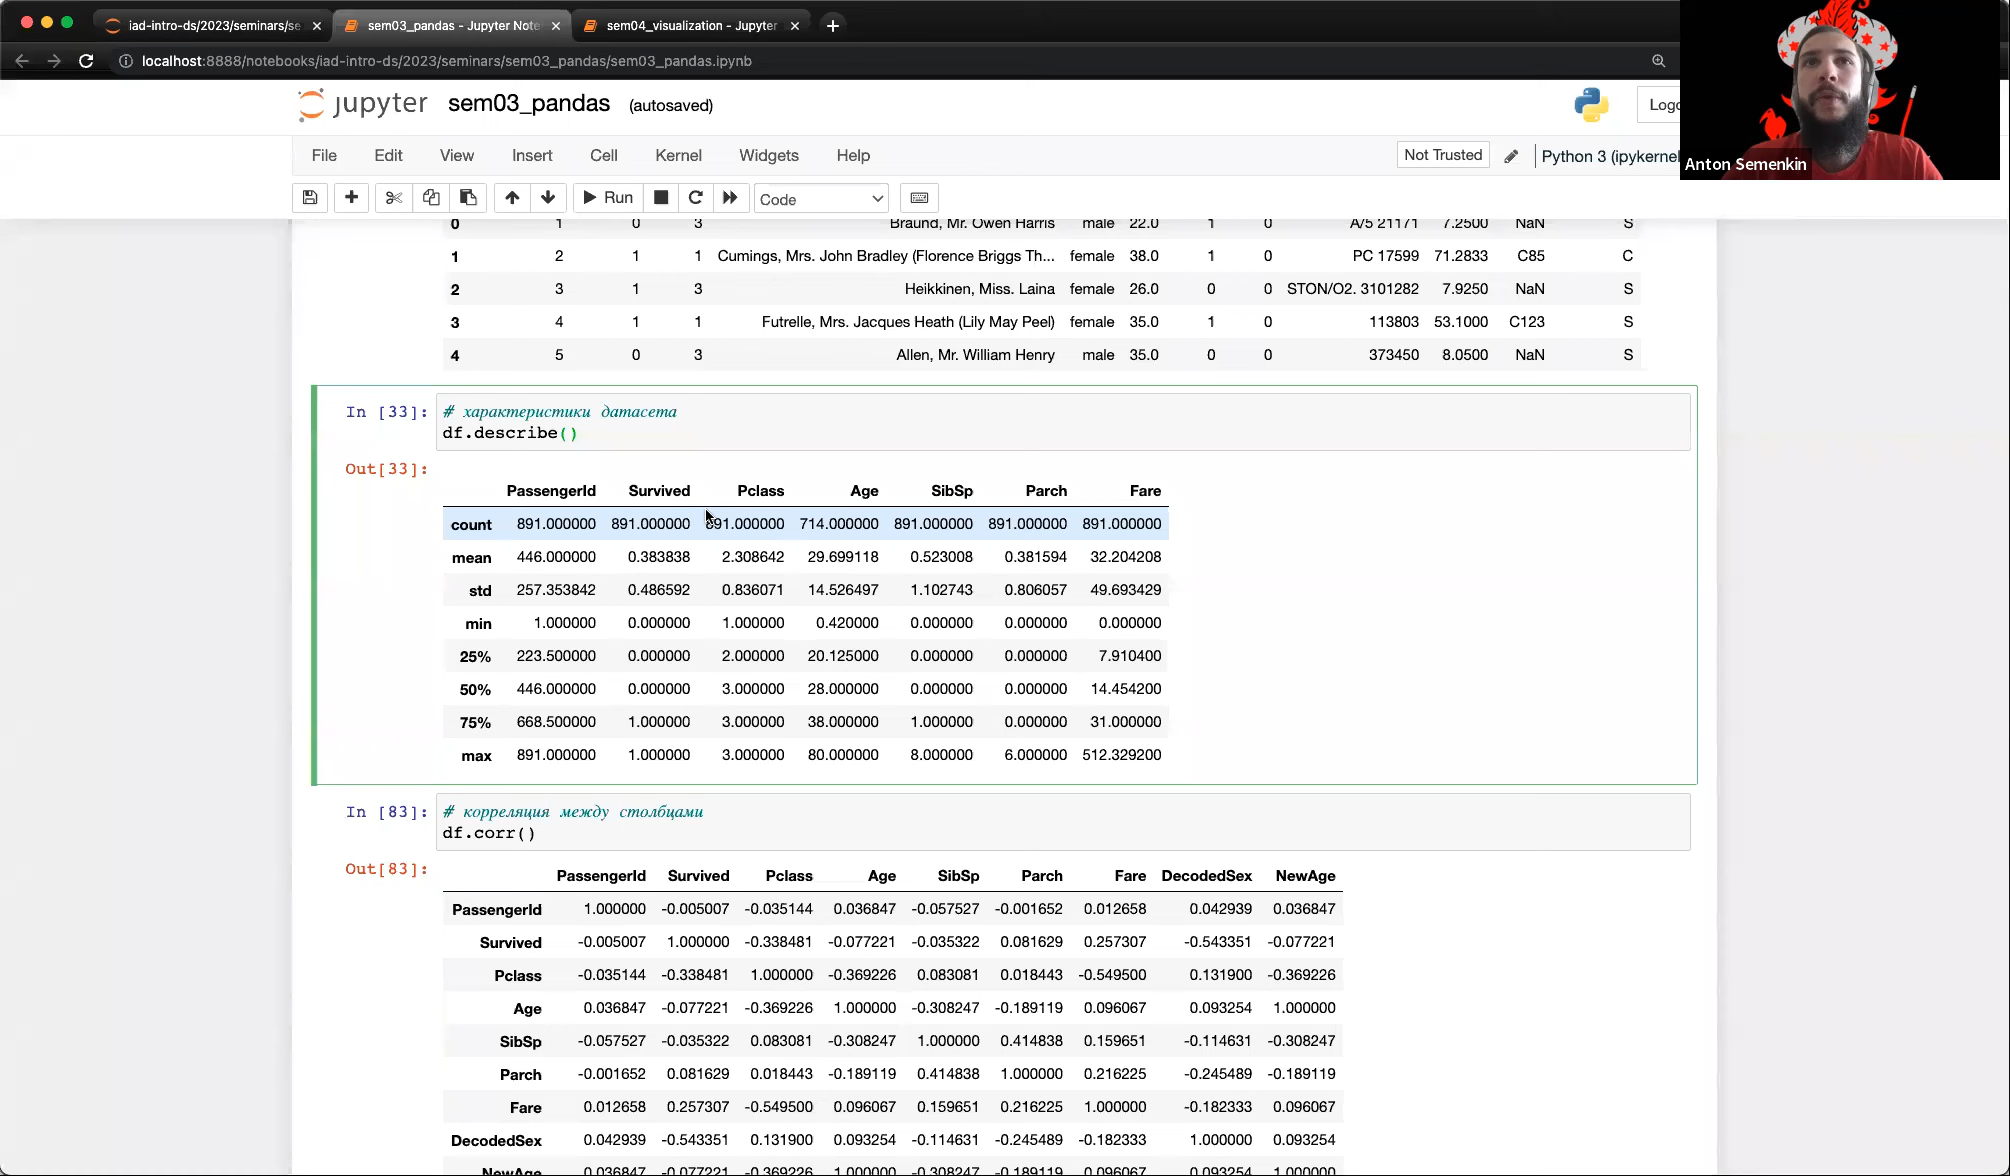 iad-intro-ds/2023/seminars/se
sem03_pandas - Jupyter Note
sem04_visualization - Jupyter
localhost:8888/notebooks/iad-intro-ds/2023/seminars/sem03_pandas/sem03_pandas.ipynb
jupyter sem03_pandas (autosaved)
Logo
Anton Semenkin
File Edit View Insert Cell Kernel Widgets Help
Not Trusted Python 3 (ipykernel
Run Code
0 1 0 3 Braund, Mr. Owen Harris male 22.0 1 0 A/5 21171 7.2500 NaN S
1 2 1 1 Cumings, Mrs. John Bradley (Florence Briggs Th... female 38.0 1 0 PC 17599 71.2833 C85 C
2 3 1 3 Heikkinen, Miss. Laina female 26.0 0 0 STON/O2. 3101282 7.9250 NaN S
3 4 1 1 Futrelle, Mrs. Jacques Heath (Lily May Peel) female 35.0 1 0 113803 53.1000 C123 S
4 5 0 3 Allen, Mr. William Henry male 35.0 0 0 373450 8.0500 NaN S
In [33]: # характеристики датасета
df.describe()
Out[33]:
PassengerId Survived Pclass Age SibSp Parch Fare
count 891.000000 891.000000 891.000000 714.000000 891.000000 891.000000 891.000000
mean 446.000000 0.383838 2.308642 29.699118 0.523008 0.381594 32.204208
std 257.353842 0.486592 0.836071 14.526497 1.102743 0.806057 49.693429
min 1.000000 0.000000 1.000000 0.420000 0.000000 0.000000 0.000000
25% 223.500000 0.000000 2.000000 20.125000 0.000000 0.000000 7.910400
50% 446.000000 0.000000 3.000000 28.000000 0.000000 0.000000 14.454200
75% 668.500000 1.000000 3.000000 38.000000 1.000000 0.000000 31.000000
max 891.000000 1.000000 3.000000 80.000000 8.000000 6.000000 512.329200
In [83]: # корреляция между столбцами
df.corr()
Out[83]:
PassengerId Survived Pclass Age SibSp Parch Fare DecodedSex NewAge
PassengerId 1.000000 -0.005007 -0.035144 0.036847 -0.057527 -0.001652 0.012658 0.042939 0.036847
Survived -0.005007 1.000000 -0.338481 -0.077221 -0.035322 0.081629 0.257307 -0.543351 -0.077221
Pclass -0.035144 -0.338481 1.000000 -0.369226 0.083081 0.018443 -0.549500 0.131900 -0.369226
Age 0.036847 -0.077221 -0.369226 1.000000 -0.308247 -0.189119 0.096067 0.093254 1.000000
SibSp -0.057527 -0.035322 0.083081 -0.308247 1.000000 0.414838 0.159651 -0.114631 -0.308247
Parch -0.001652 0.081629 0.018443 -0.189119 0.414838 1.000000 0.216225 -0.245489 -0.189119
Fare 0.012658 0.257307 -0.549500 0.096067 0.159651 0.216225 1.000000 -0.182333 0.096067
DecodedSex 0.042939 -0.543351 0.131900 0.093254 -0.114631 -0.245489 -0.182333 1.000000 0.093254
NewAge 0.036847 -0.077221 -0.369226 1.000000 -0.308247 -0.189119 0.096067 0.093254 1.000000